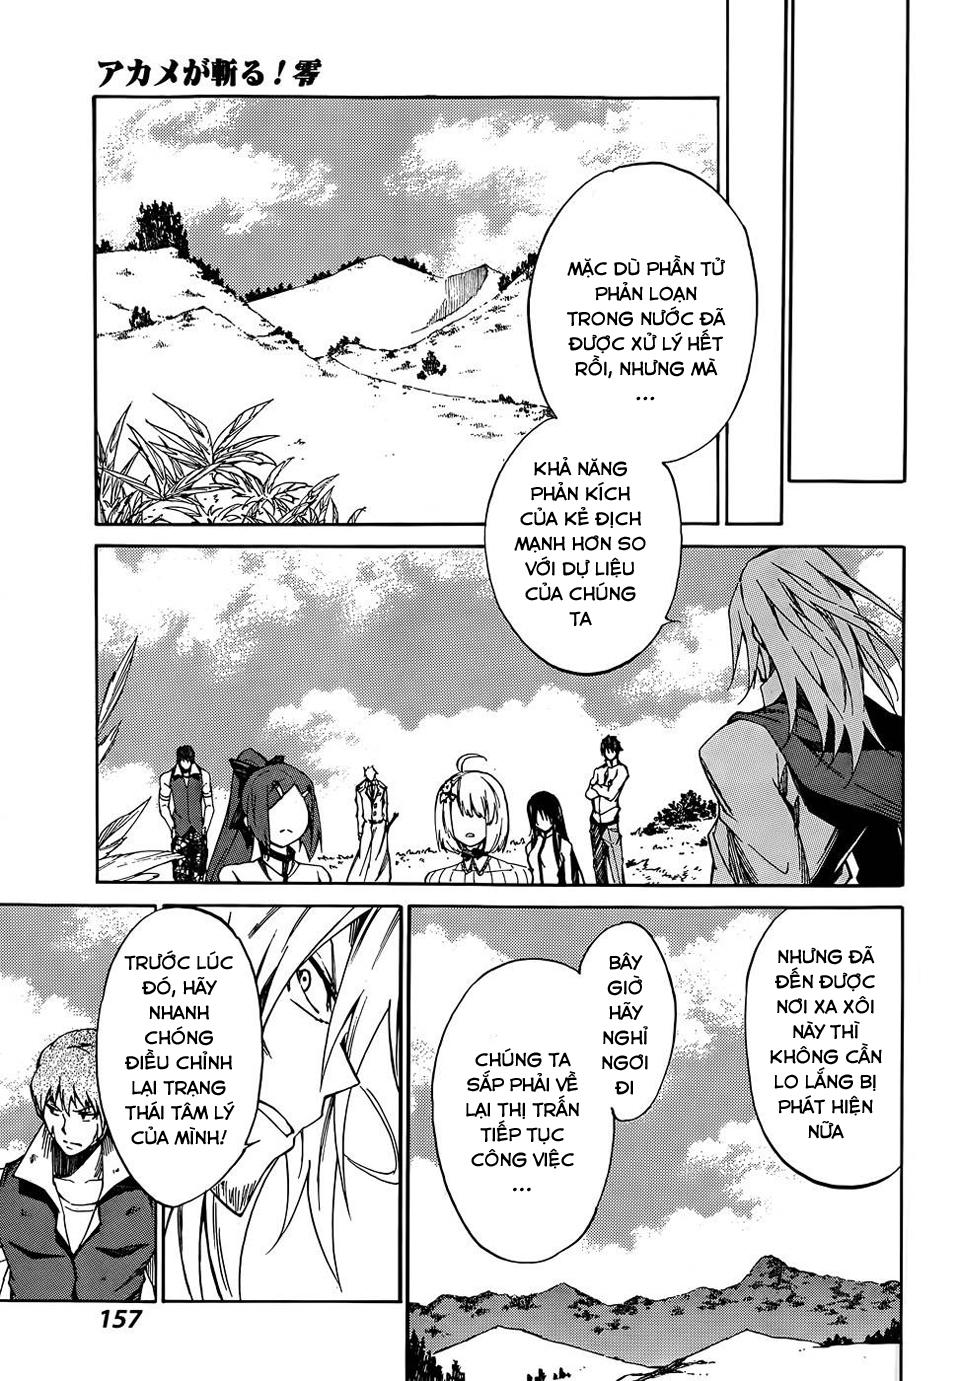 アカメが斬る!零
MẶC DÙ PHẦN TỬ
PHẢN LOẠN
TRONG NƯỚC ĐÃ
ĐƯỢC XỬ LÝ HẾT
RỒI, NHƯNG MÀ
...
KHẢ NĂNG
PHẢN KÍCH
CỦA KẺ ĐỊCH
MẠNH HƠN SO
VỚI DỰ LIỆU
CỦA CHÚNG
TA
NHƯNG ĐÃ
ĐẾN ĐƯỢC
NƠI XA XÔI
NÀY THÌ
KHÔNG CẦN
LO LẮNG BỊ
PHÁT HIỆN
NỮA
BÂY
GIỜ
HÃY
NGHỈ
NGƠI
ĐI
CHÚNG TA
SẮP PHẢI VỀ
LẠI THỊ TRẤN
TIẾP TỤC
CÔNG VIỆC
...
TRƯỚC LÚC
ĐÓ, HÃY
NHANH
CHÓNG
ĐIỀU CHỈNH
LẠI TRẠNG
THÁI TÂM LÝ
CỦA MÌNH!
157